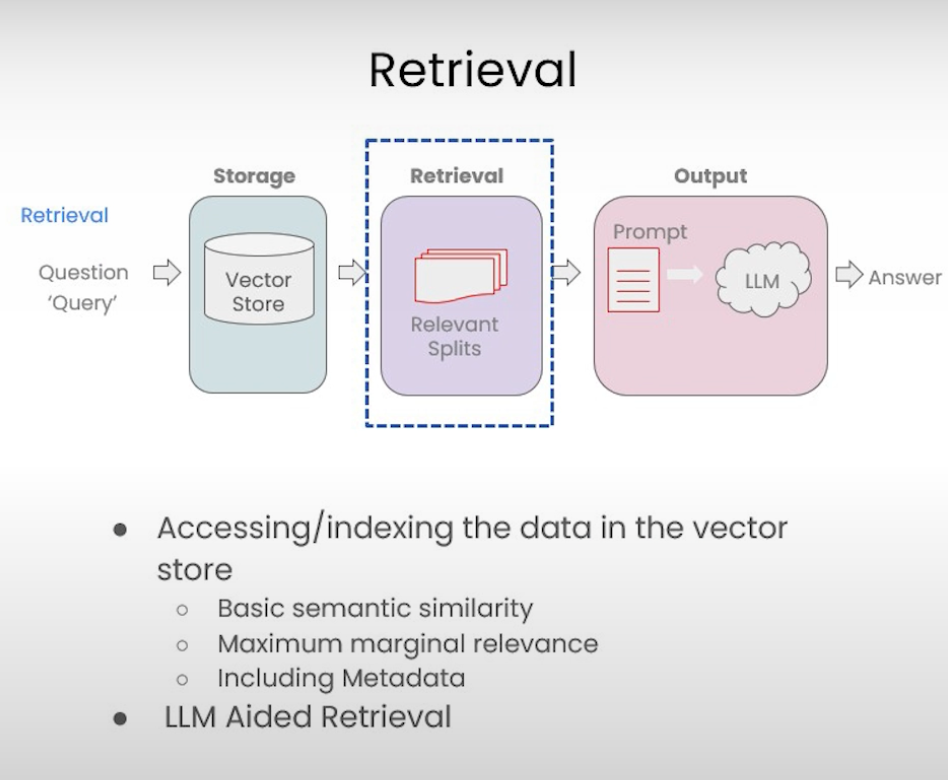 Retrieval
Storage
Retrieval
Output
Retrieval
Question
‘Query’
Vector
Store
Relevant
Splits
Prompt
LLM
Answer
● Accessing/indexing the data in the vector
store
○ Basic semantic similarity
○ Maximum marginal relevance
○ Including Metadata
● LLM Aided Retrieval